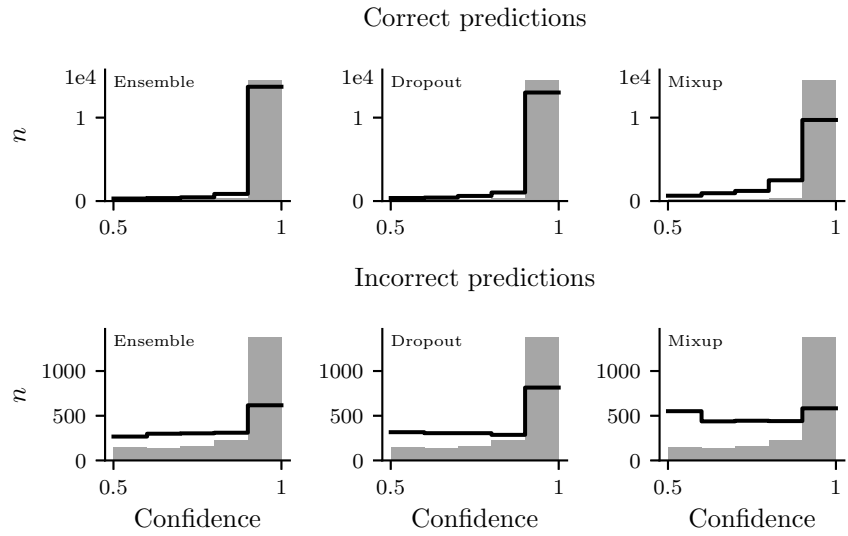 Correct predictions
1e4 Ensemble 1e4 Dropout 1e4 Mixup
n
1 1 1
0 0 0
0.5 1 0.5 1 0.5 1
Incorrect predictions
Ensemble Dropout Mixup
n
1000 1000 1000
500 500 500
0 0 0
0.5 1 0.5 1 0.5 1
Confidence Confidence Confidence